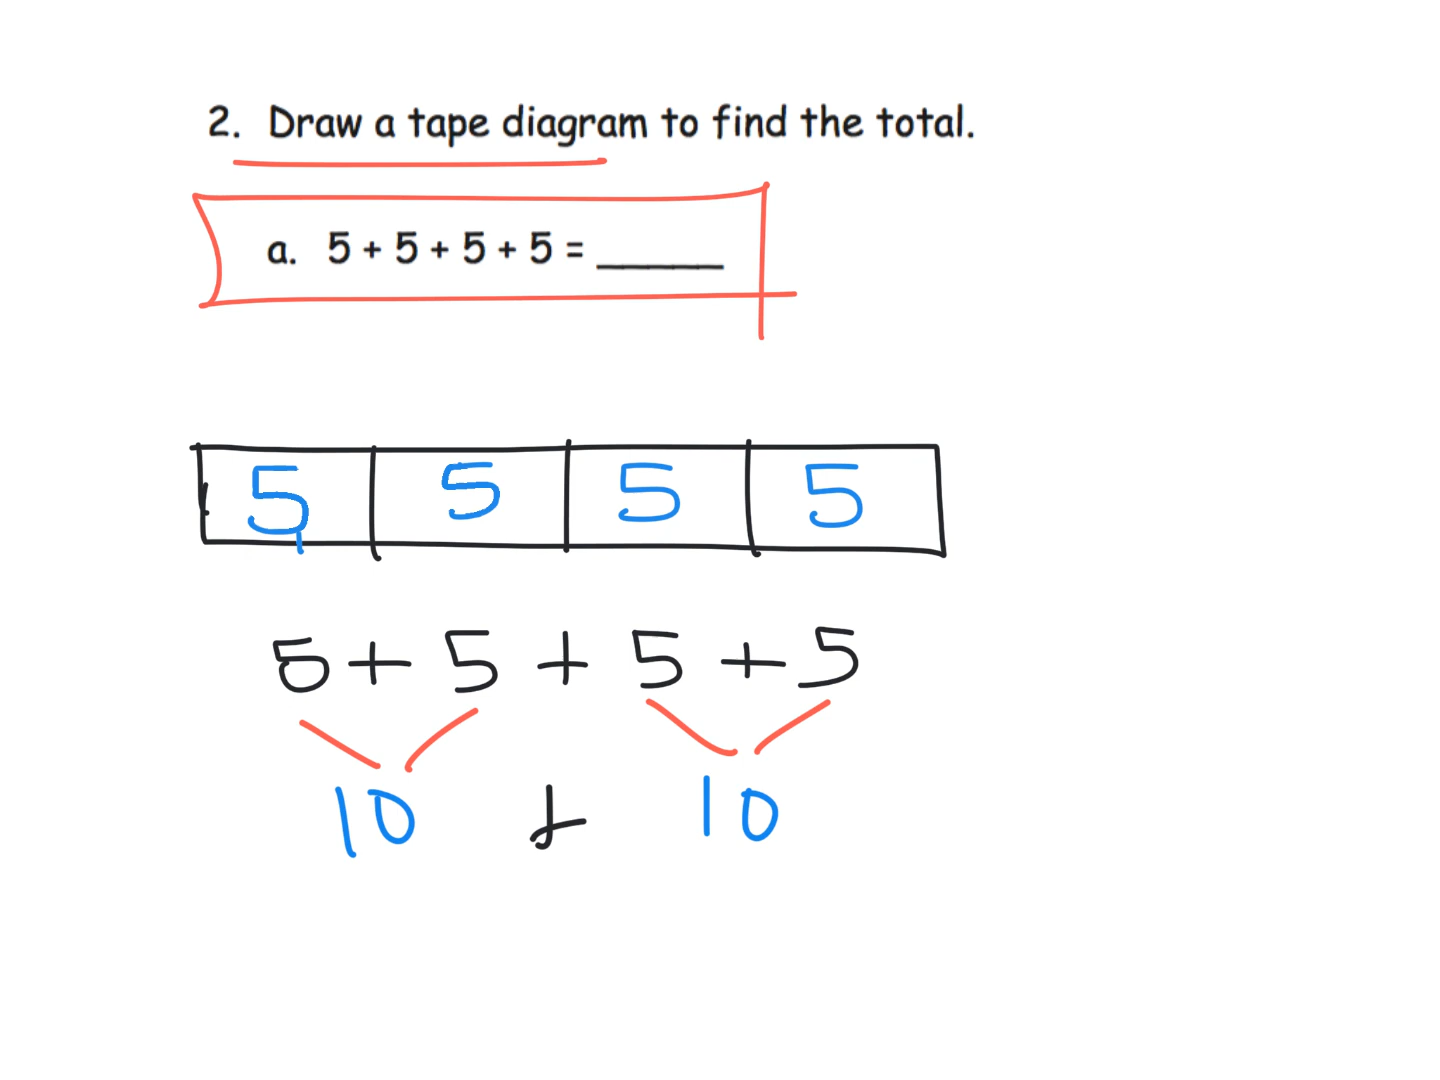 2. Draw a tape diagram to find the total.
a. 5 + 5 + 5 + 5 = ______
5 5 5 5
5 + 5 + 5 + 5
10 + 10